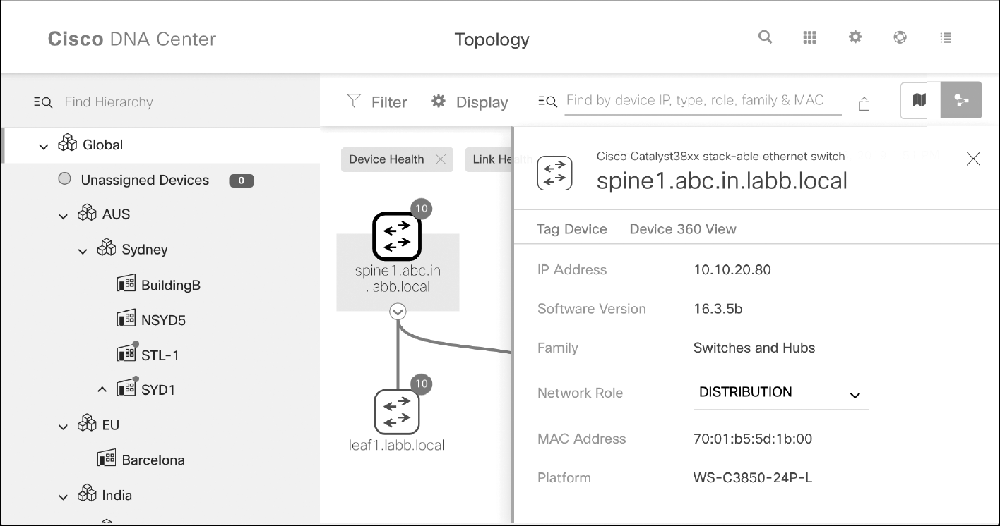 Cisco DNA Center
Topology
Find Hierarchy
Filter
Display
Find by device IP, type, role, family & MAC
Global
Unassigned Devices 0
AUS
Sydney
BuildingB
NSYD5
STL-1
SYD1
EU
Barcelona
India
Device Health
Link Health
10
spine1.abc.in
.labb.local
10
leaf1.labb.local
Cisco Catalyst38xx stack-able ethernet switch
spine1.abc.in.labb.local
Tag Device Device 360 View
IP Address 10.10.20.80
Software Version 16.3.5b
Family Switches and Hubs
Network Role DISTRIBUTION
MAC Address 70:01:b5:5d:1b:00
Platform WS-C3850-24P-L